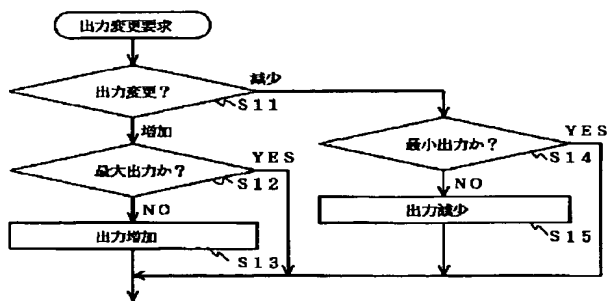 出力変更要求
出力変更?
減少
S11
増加
最大出力か?
YES
S12
NO
出力増加
S13
最小出力か?
YES
S14
NO
出力減少
S15